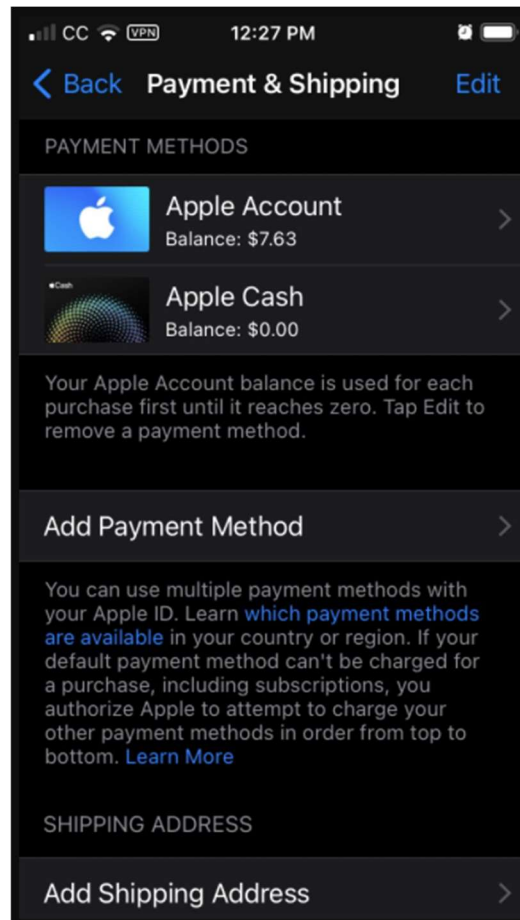 CC VPN 12:27 PM
Back Payment & Shipping Edit
PAYMENT METHODS
Apple Account
Balance: $7.63
Cash
Apple Cash
Balance: $0.00
Your Apple Account balance is used for each
purchase first until it reaches zero. Tap Edit to
remove a payment method.
Add Payment Method
You can use multiple payment methods with
your Apple ID. Learn which payment methods
are available in your country or region. If your
default payment method can't be charged for
a purchase, including subscriptions, you
authorize Apple to attempt to charge your
other payment methods in order from top to
bottom. Learn More
SHIPPING ADDRESS
Add Shipping Address